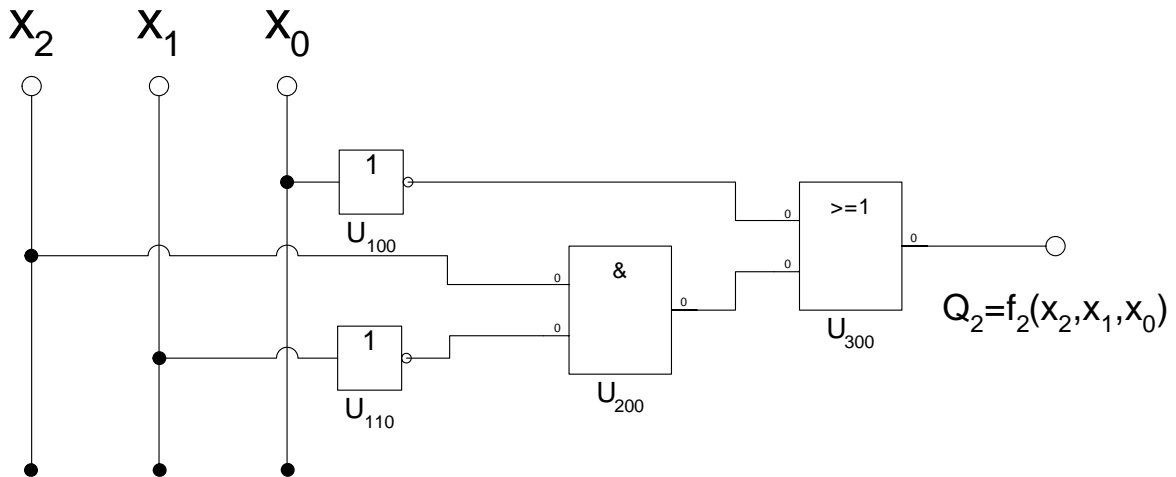 x₂ x₁ x₀
1
U₁₀₀
>=1
0
0
0
U₃₀₀
Q₂=f₂(x₂,x₁,x₀)
&
0
0
0
U₂₀₀
1
U₁₁₀